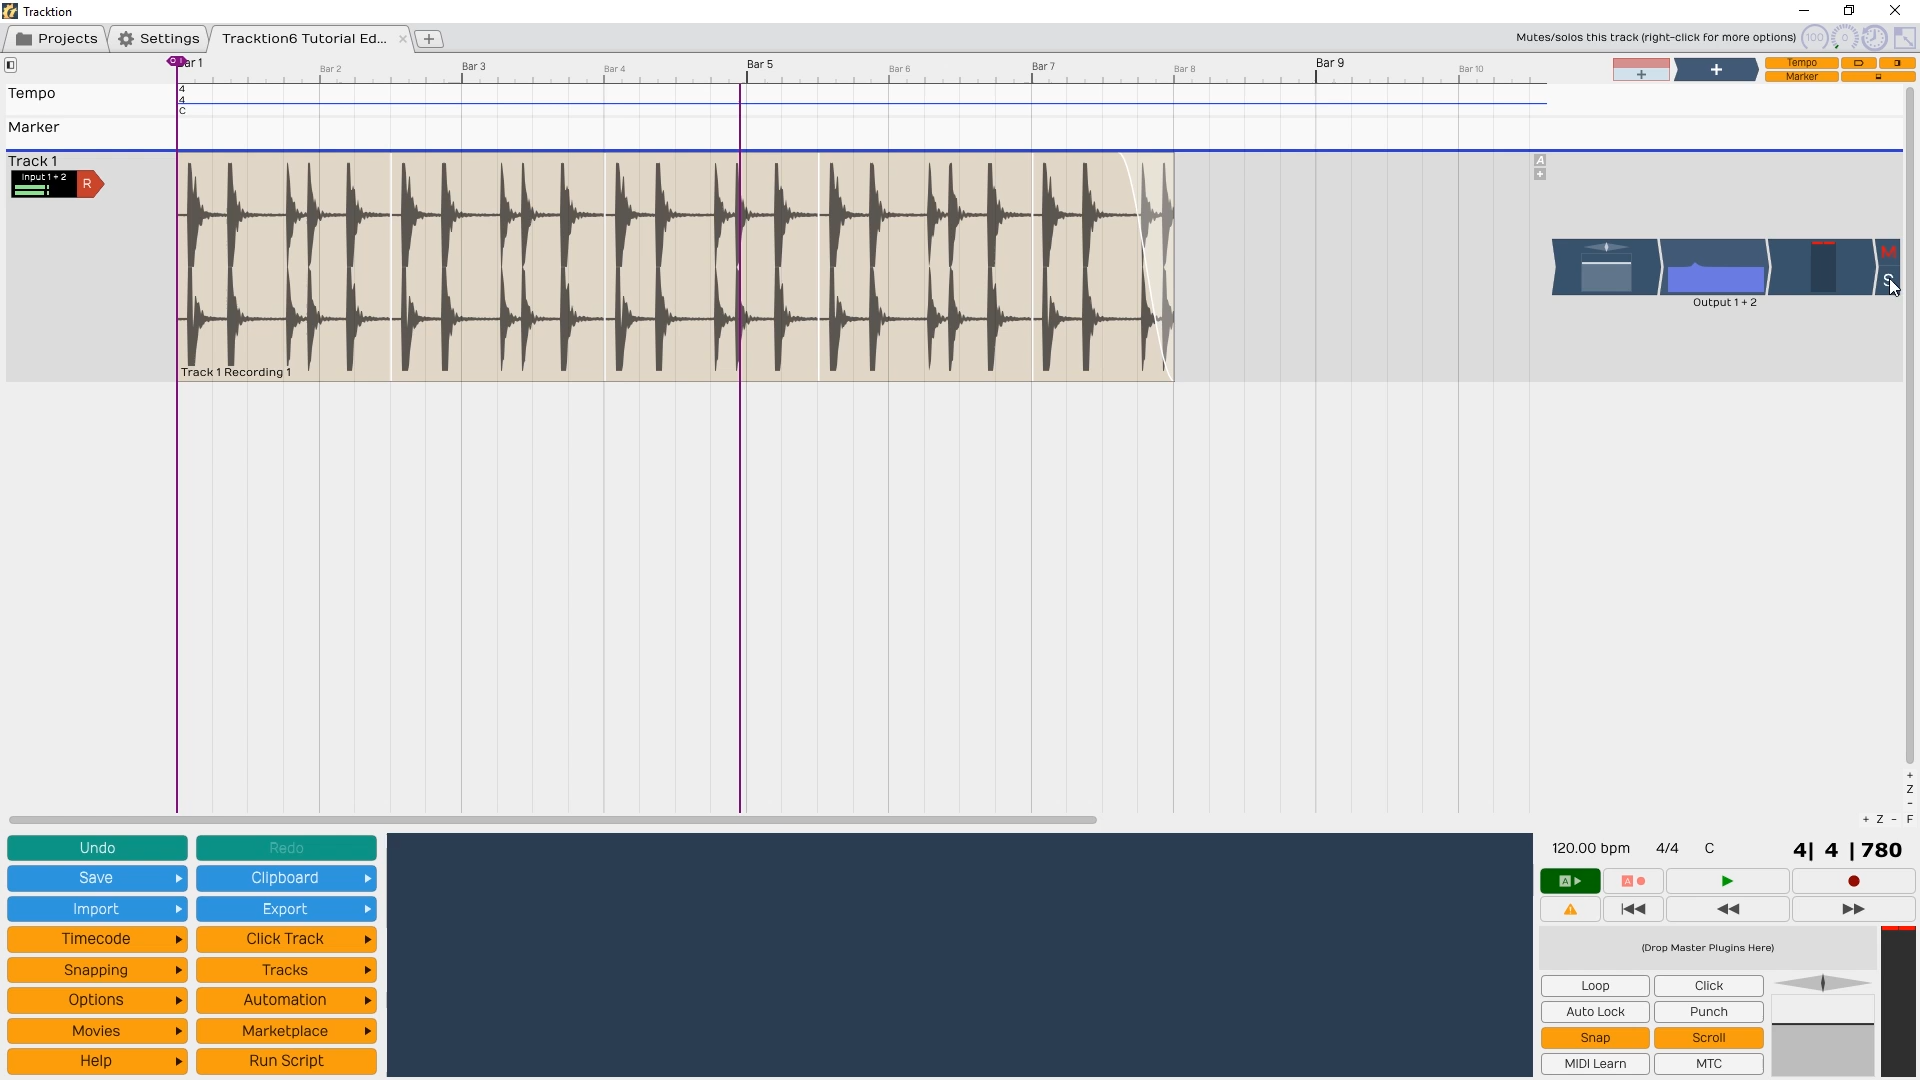 Tracktion
Projects
Settings
Tracktion6 Tutorial Ed...
Mutes/solos this track (right-click for more options)
100
0
Bar 2
Bar 3
Bar 4
Bar 5
Bar 6
Bar 7
Bar 8
Bar 9
Bar 10
Tempo
Marker
Tempo
4
4
C
Marker
Track 1
Input 1 + 2
R
A
M
S
Output 1 + 2
Track 1 Recording 1
+
Z
-
+ Z - F
Undo
Redo
Save
Clipboard
Import
Export
Timecode
Click Track
Snapping
Tracks
Options
Automation
Movies
Marketplace
Help
Run Script
120.00 bpm
4/4
C
4| 4 |780
A
A
(Drop Master Plugins Here)
Loop
Click
Auto Lock
Punch
Snap
Scroll
MIDI Learn
MTC